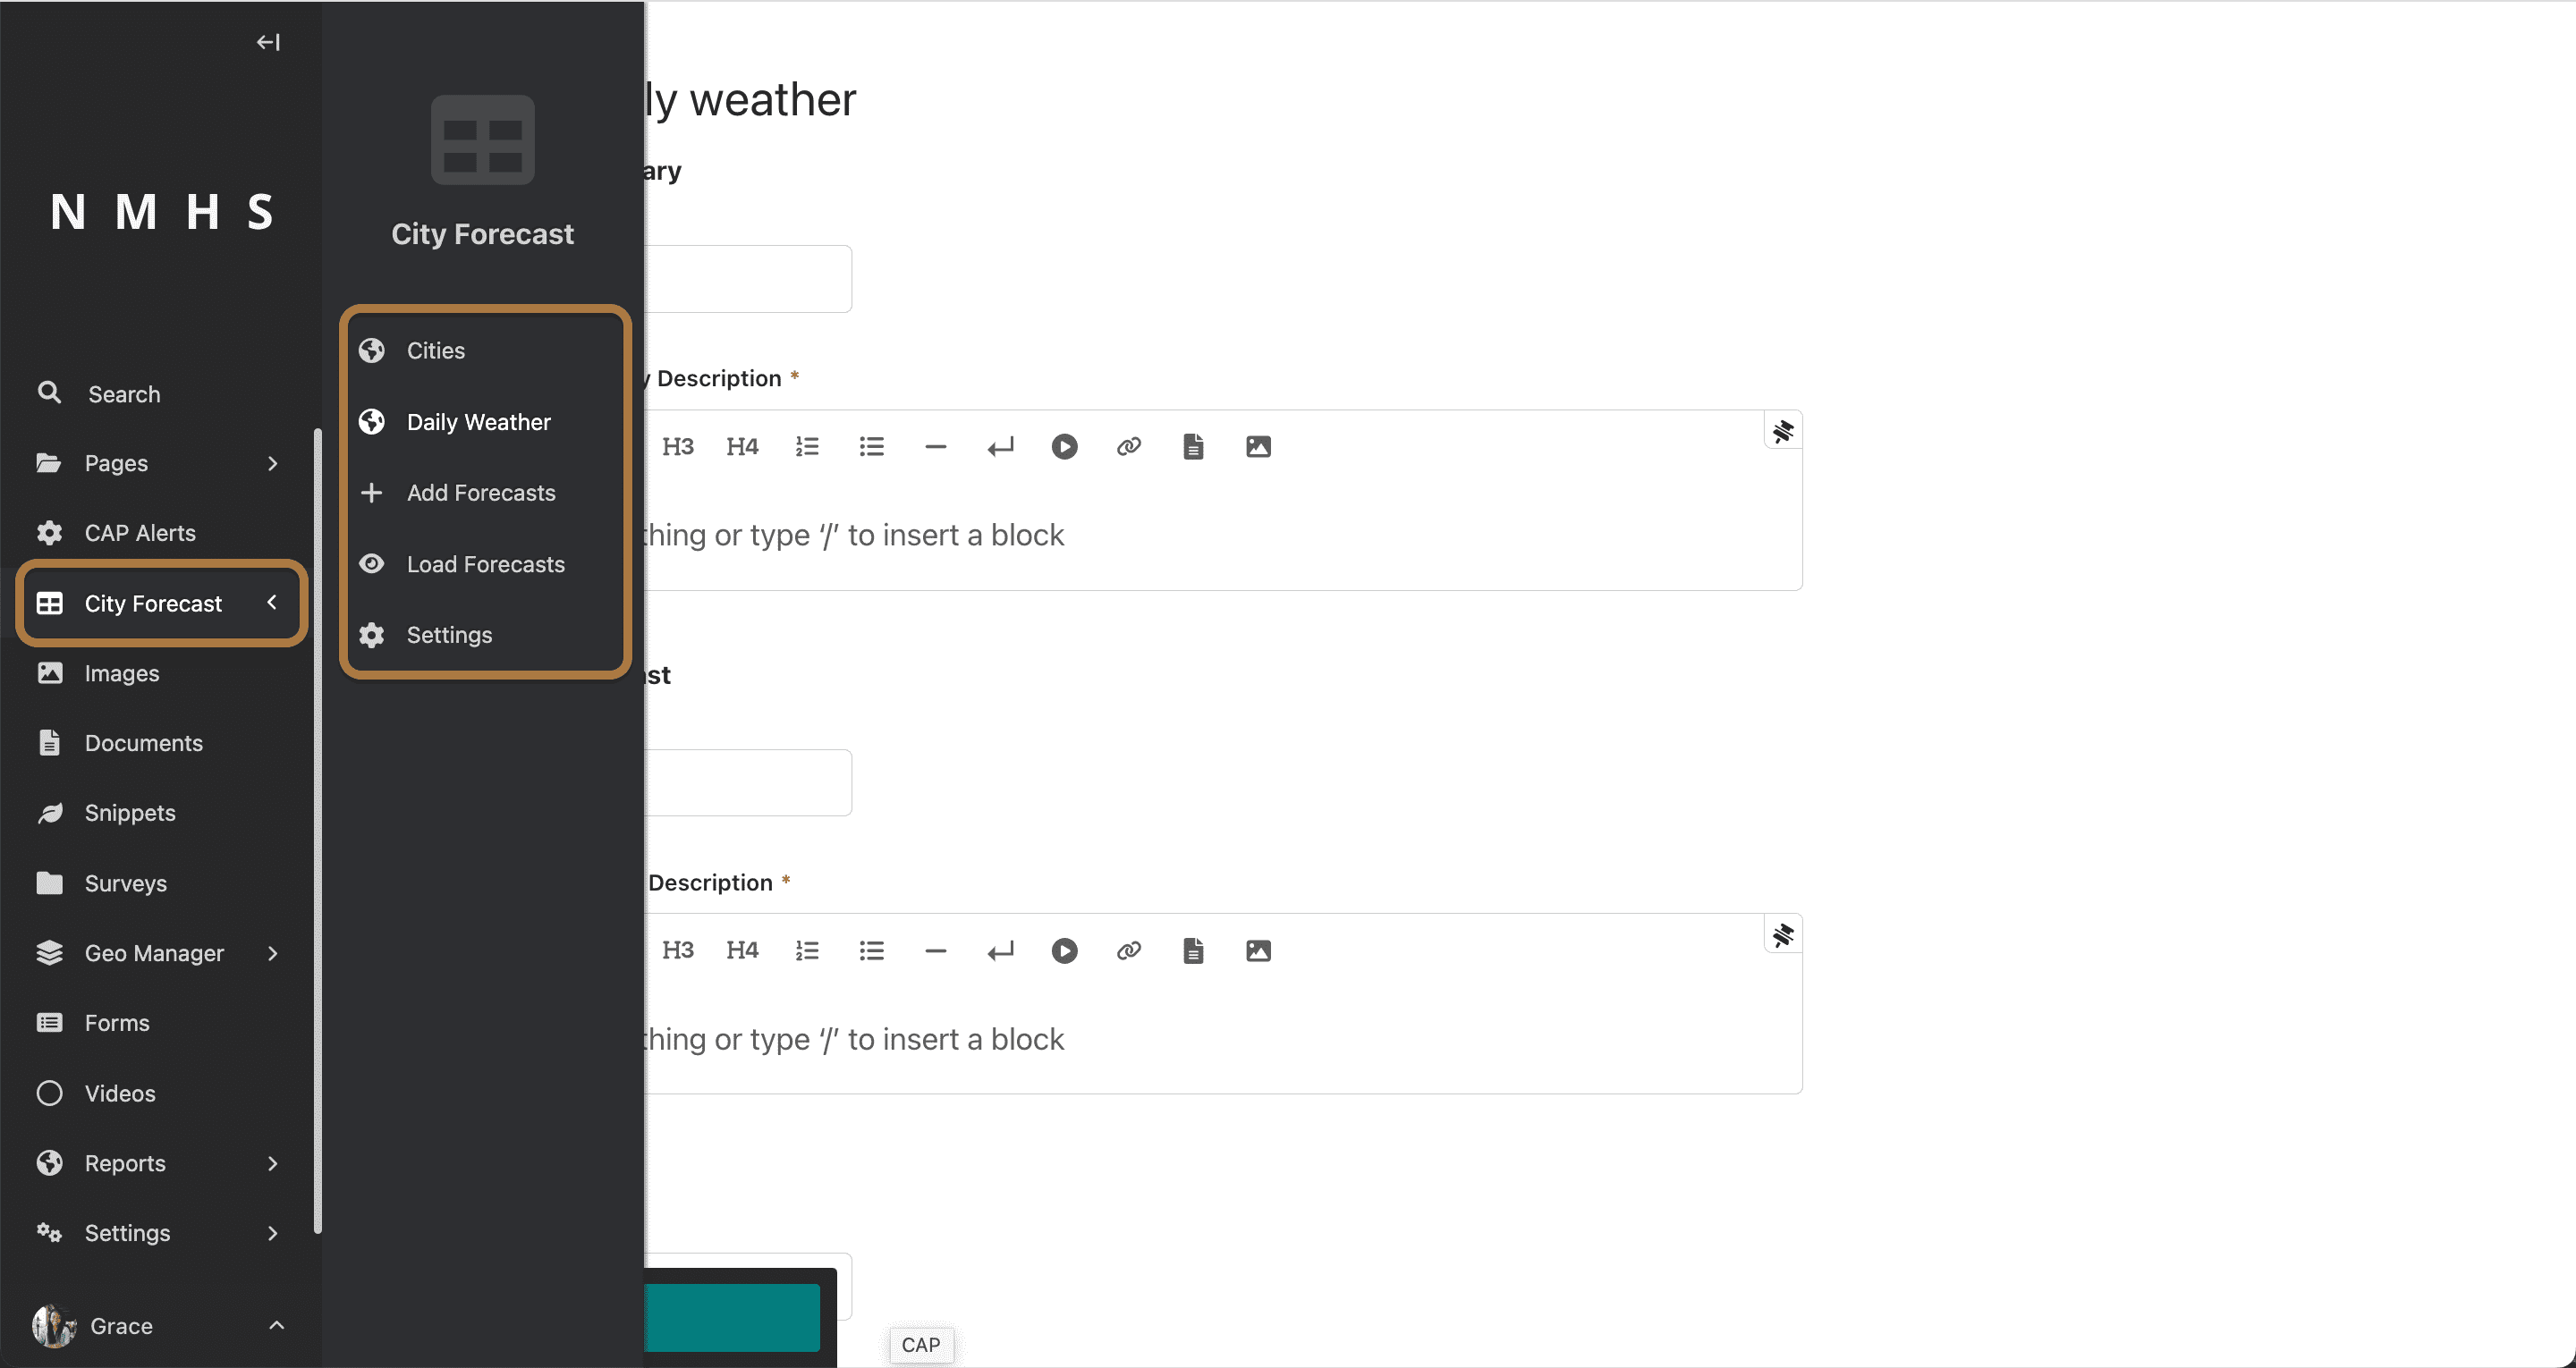 N M H S
Search
Pages
CAP Alerts
City Forecast
Images
Documents
Snippets
Surveys
Geo Manager
Forms
Videos
Reports
Settings
Grace
City Forecast
Cities
Daily Weather
Add Forecasts
Load Forecasts
Settings
ly weather
ary
y Description *
H3 H4
thing or type ‘/’ to insert a block
st
Description *
H3 H4
thing or type ‘/’ to insert a block
CAP